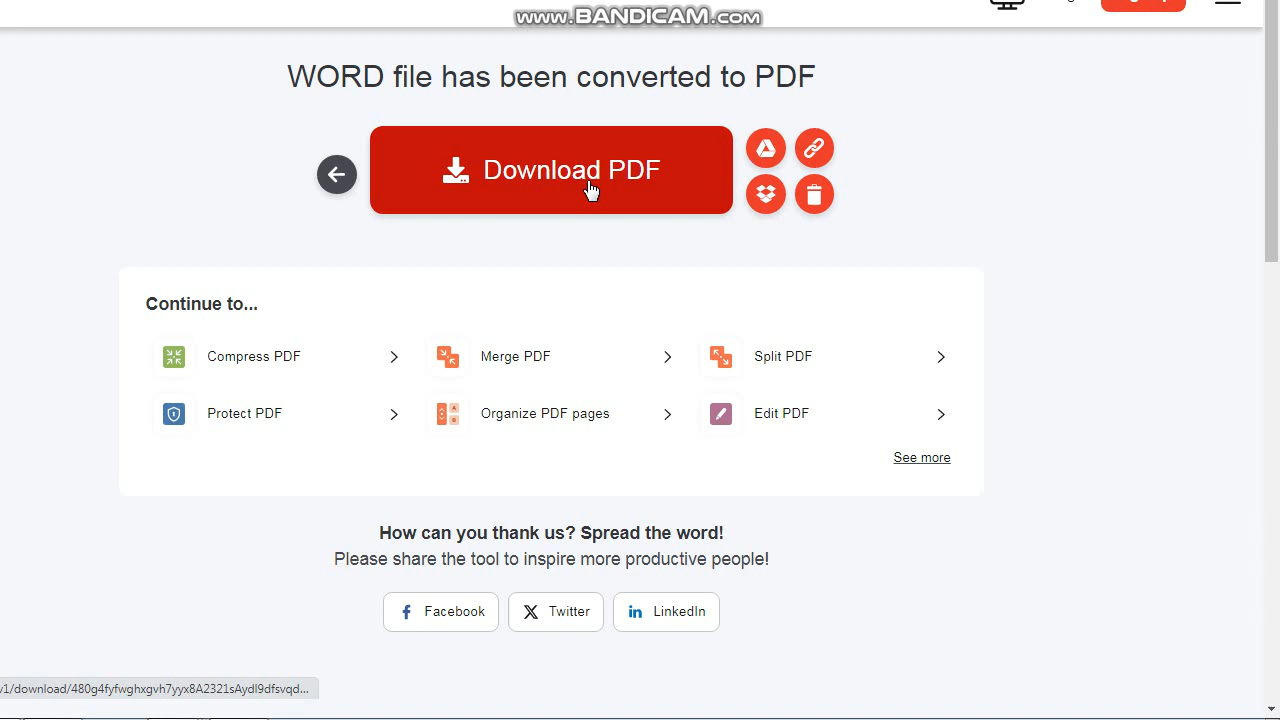 www.BANDICAM.com
WORD file has been converted to PDF
Download PDF
Continue to...
Compress PDF
Merge PDF
Split PDF
Protect PDF
Organize PDF pages
Edit PDF
See more
How can you thank us? Spread the word!
Please share the tool to inspire more productive people!
Facebook
Twitter
LinkedIn
v1/download/480g4fyfwghxgvh7yyx8A2321sAydl9dfsvqd...